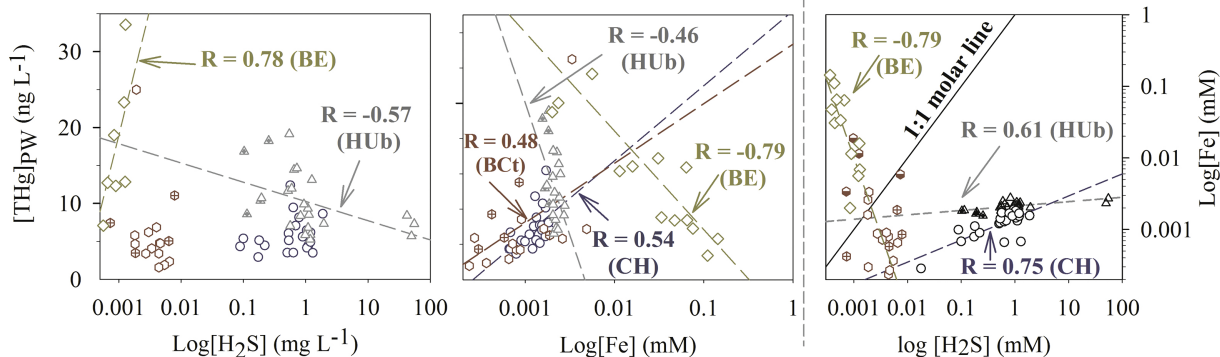 [THg]PW (ng L-1)
30
20
10
0
R = 0.78 (BE)
R = -0.57
(HUb)
0.001 0.01 0.1 1 10 100
Log[H2S] (mg L-1)
R = -0.46
(HUb)
R = 0.48
(BCt)
R = -0.79
(BE)
R = 0.54
(CH)
0.001 0.01 0.1 1
Log[Fe] (mM)
R = -0.79
(BE)
1:1 molar line
R = 0.61 (HUb)
R = 0.75 (CH)
1
0.1
0.01
0.001
Log[Fe] (mM)
0.001 0.01 0.1 1 10 100
log [H2S] (mM)